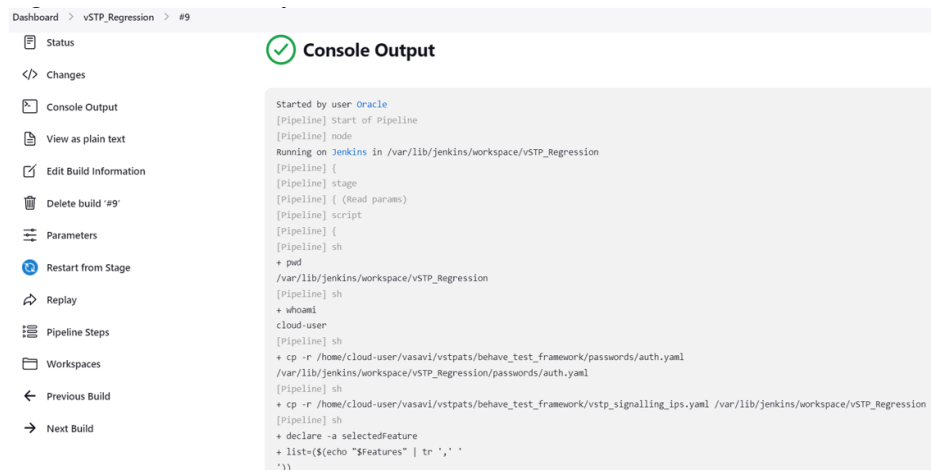 Dashboard > vSTP_Regression > #9
Status
Changes
Console Output
View as plain text
Edit Build Information
Delete build ‘#9’
Parameters
Restart from Stage
Replay
Pipeline Steps
Workspaces
Previous Build
Next Build
Console Output
Started by user Oracle
[Pipeline] Start of Pipeline
[Pipeline] node
Running on Jenkins in /var/lib/jenkins/workspace/vSTP_Regression
[Pipeline] {
[Pipeline] stage
[Pipeline] { (Read params)
[Pipeline] script
[Pipeline] {
[Pipeline] sh
+ pwd
/var/lib/jenkins/workspace/vSTP_Regression
[Pipeline] sh
+ whoami
cloud-user
[Pipeline] sh
+ cp -r /home/cloud-user/vasavi/vstpats/behave_test_framework/passwords/auth.yaml
/var/lib/jenkins/workspace/vSTP_Regression/passwords/auth.yaml
[Pipeline] sh
+ cp -r /home/cloud-user/vasavi/vstpats/behave_test_framework/vstp_signalling_ips.yaml /var/lib/jenkins/workspace/vSTP_Regression
[Pipeline] sh
+ declare -a selectedFeature
+ list=($(echo "$Features" | tr ',' '
'))